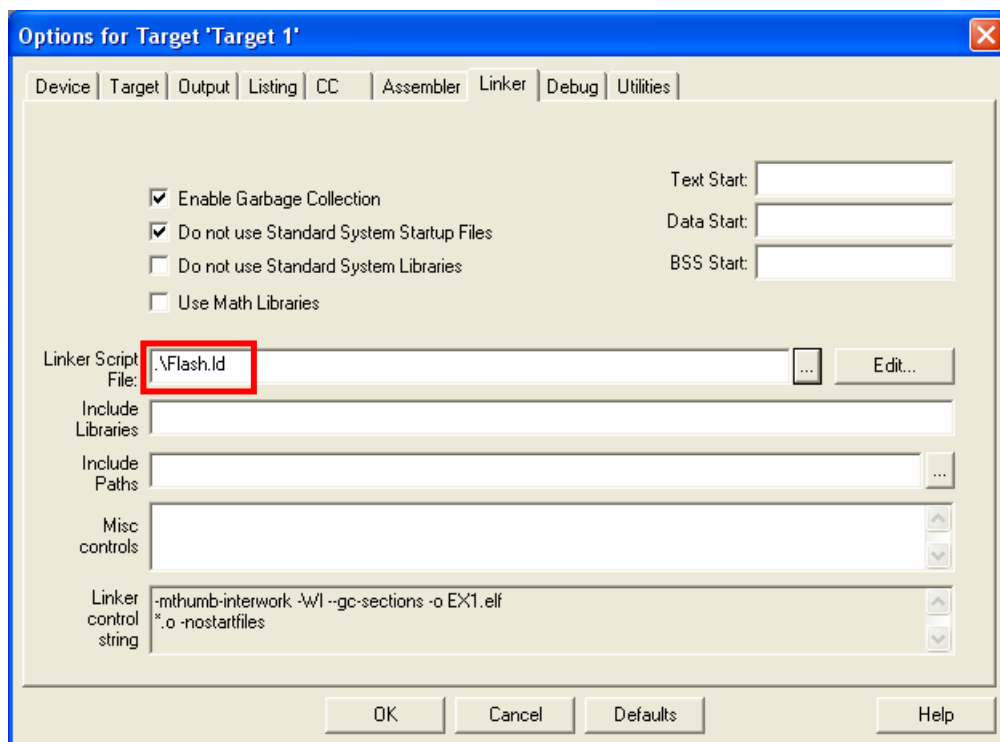 Options for Target 'Target 1'
Device Target Output Listing CC Assembler Linker Debug Utilities
Enable Garbage Collection
Do not use Standard System Startup Files
Do not use Standard System Libraries
Use Math Libraries
Text Start:
Data Start:
BSS Start:
Linker Script
File:
.\Flash.ld
...
Edit...
Include
Libraries
Include
Paths
...
Misc
controls
Linker
control
string
-mthumb-interwork -Wl --gc-sections -o EX1.elf
*.o -nostartfiles
OK Cancel Defaults Help